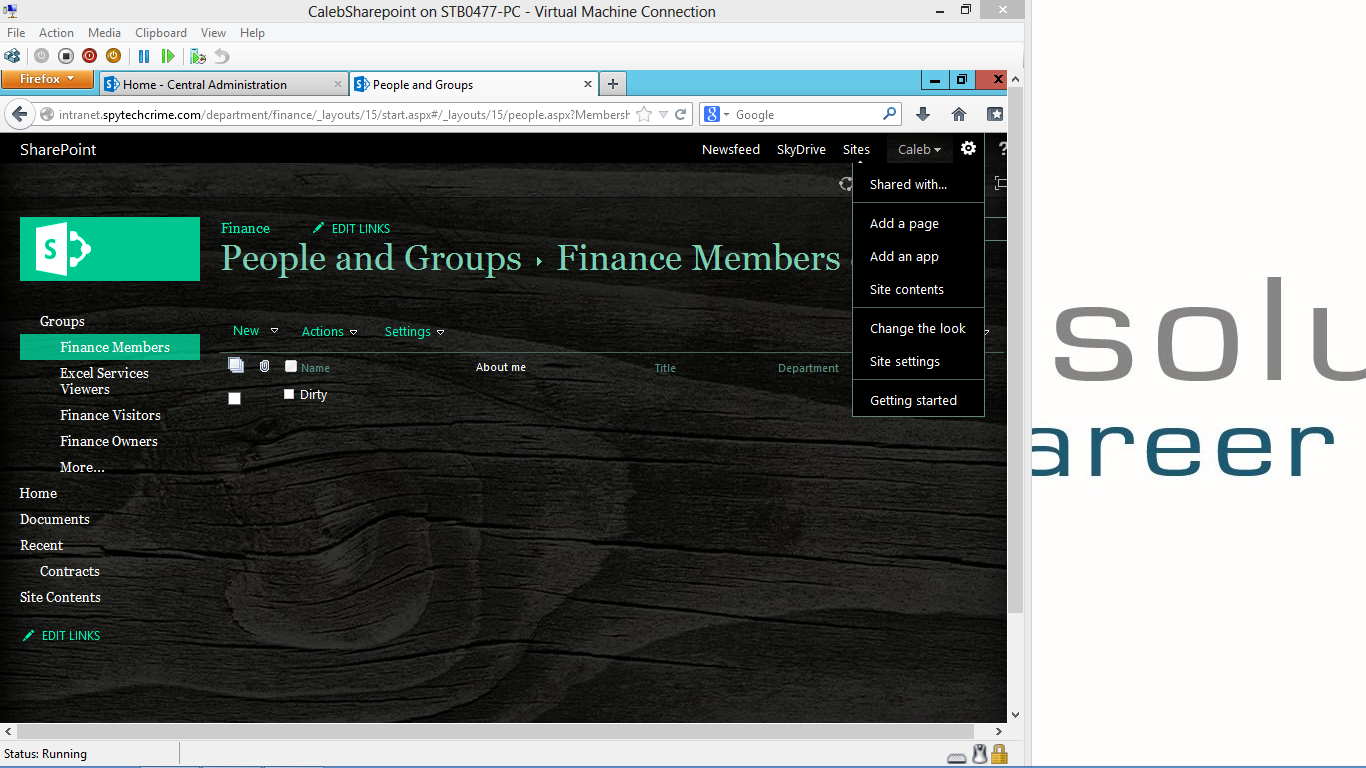 CalebSharepoint on STB0477-PC - Virtual Machine Connection
File Action Media Clipboard View Help
Firefox
Home - Central Administration
People and Groups
intranet.spytechcrime.com/department/finance/_layouts/15/start.aspx#/_layouts/15/people.aspx?Membersh
Google
SharePoint
Newsfeed SkyDrive Sites Caleb ?
Shared with...
Add a page
Add an app
Site contents
Change the look
Site settings
Getting started
Finance EDIT LINKS
People and Groups Finance Members
New Actions Settings
Name About me Title Department
Dirty
Groups
Finance Members
Excel Services
Viewers
Finance Visitors
Finance Owners
More...
Home
Documents
Recent
Contracts
Site Contents
EDIT LINKS
Status: Running
solu
areer